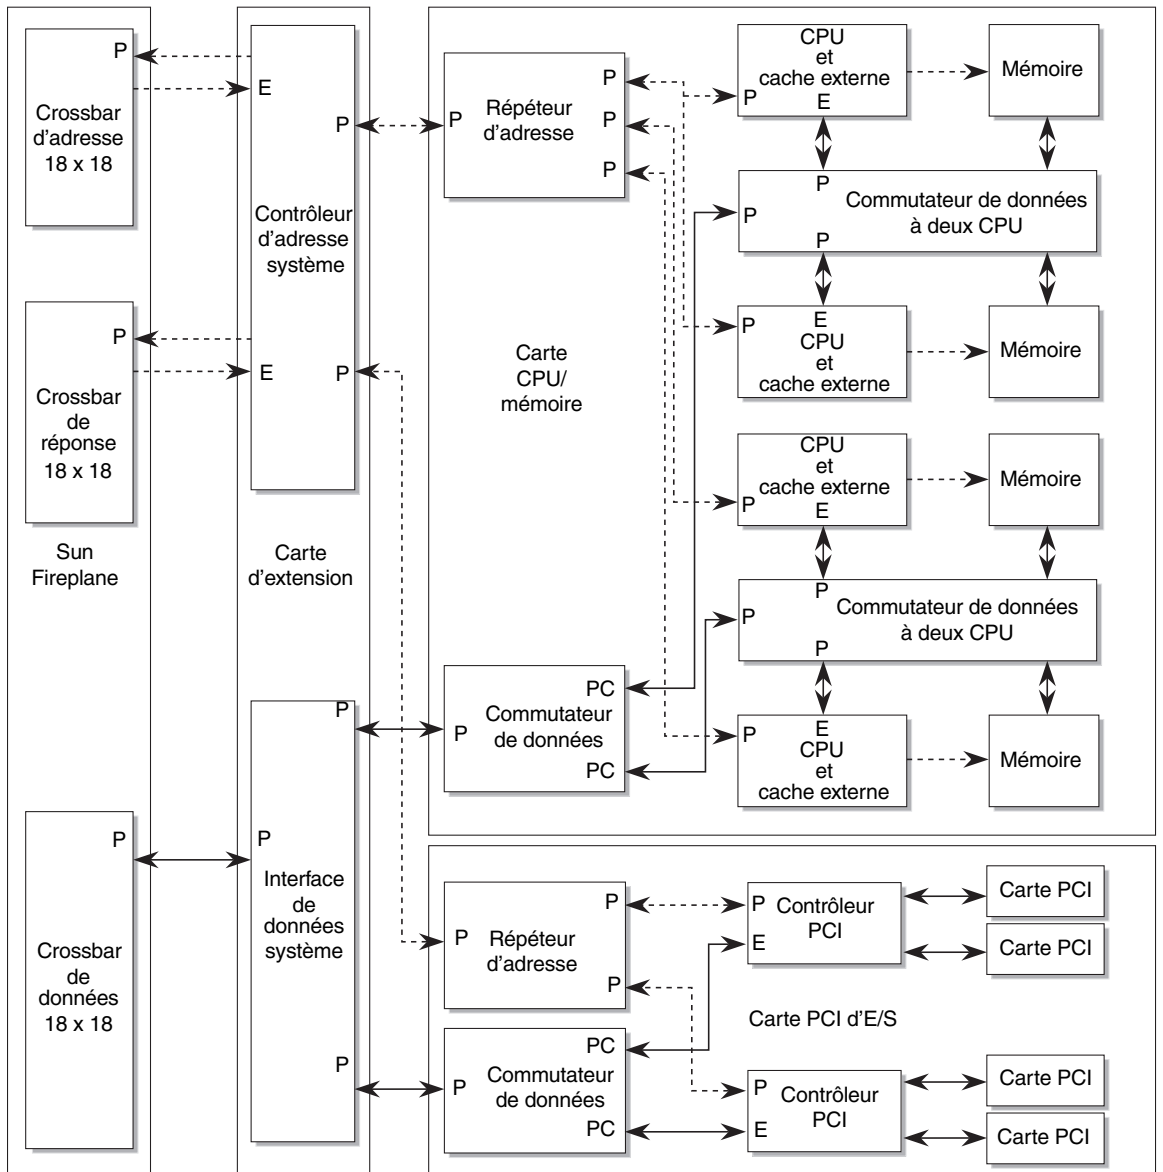 P
Crossbar
d'adresse
18 x 18
P
Crossbar
de
réponse
18 x 18
Sun
Fireplane
P
Crossbar
de
données
18 x 18
E
P
Contrôleur
d'adresse
système
E
P
Carte
d'extension
P
P
Interface
de
données
système
P
P
Répéteur
d'adresse
P
P
P
Carte
CPU/
mémoire
PC
Commutateur
P
de données
PC
CPU
et
cache externe
P
E
Mémoire
P
Commutateur de données
à deux CPU
P
P
P
E
CPU
et
cache externe
Mémoire
CPU
et
cache externe
P
E
Mémoire
P
Commutateur de données
à deux CPU
P
P
P
E
CPU
et
cache externe
Mémoire
P
P
Répéteur
d'adresse
P
PC
Commutateur
P
de données
PC
P
Contrôleur
PCI
E
Carte PCI
Carte PCI
Carte PCI d'E/S
P
Contrôleur
PCI
E
Carte PCI
Carte PCI